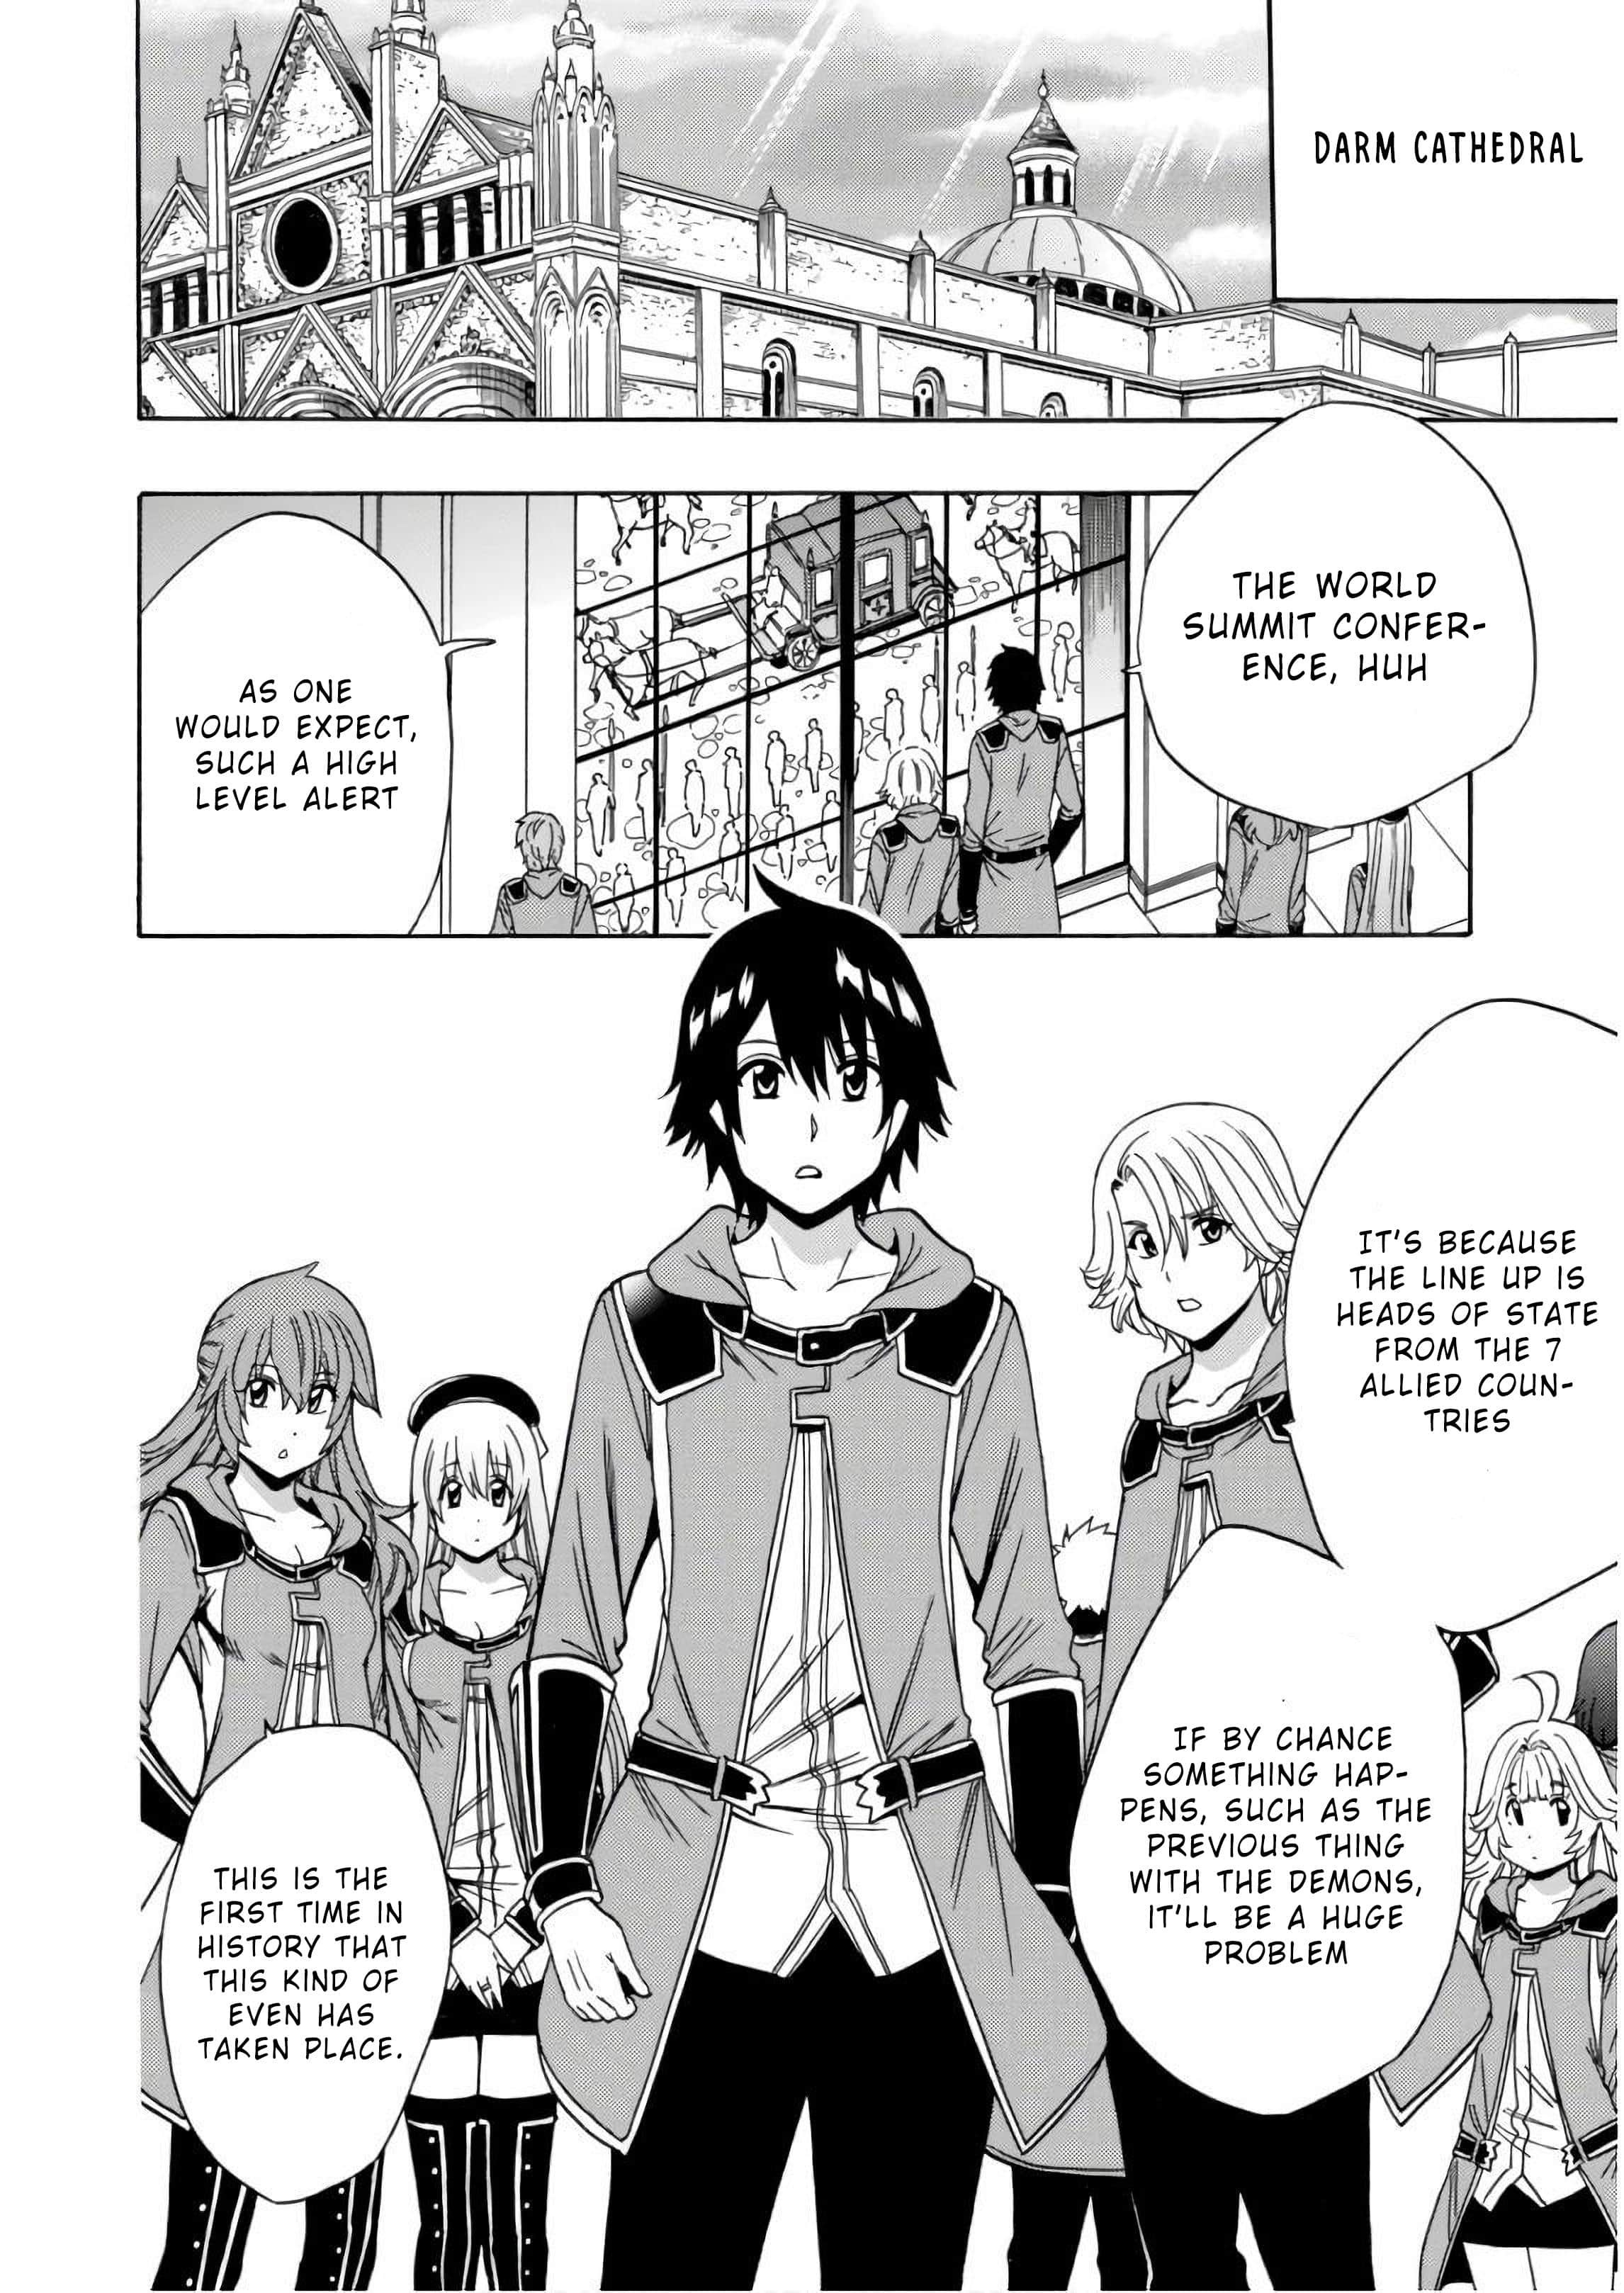 DARM CATHEDRAL
THE WORLD
SUMMIT CONFER-
ENCE, HUH
AS ONE
WOULD EXPECT,
SUCH A HIGH
LEVEL ALERT
IT'S BECAUSE
THE LINE UP IS
HEADS OF STATE
FROM THE 7
ALLIED COUN-
TRIES
IF BY CHANCE
SOMETHING HAP-
PENS, SUCH AS THE
PREVIOUS THING
WITH THE DEMONS,
IT'LL BE A HUGE
PROBLEM
THIS IS THE
FIRST TIME IN
HISTORY THAT
THIS KIND OF
EVEN HAS
TAKEN PLACE.